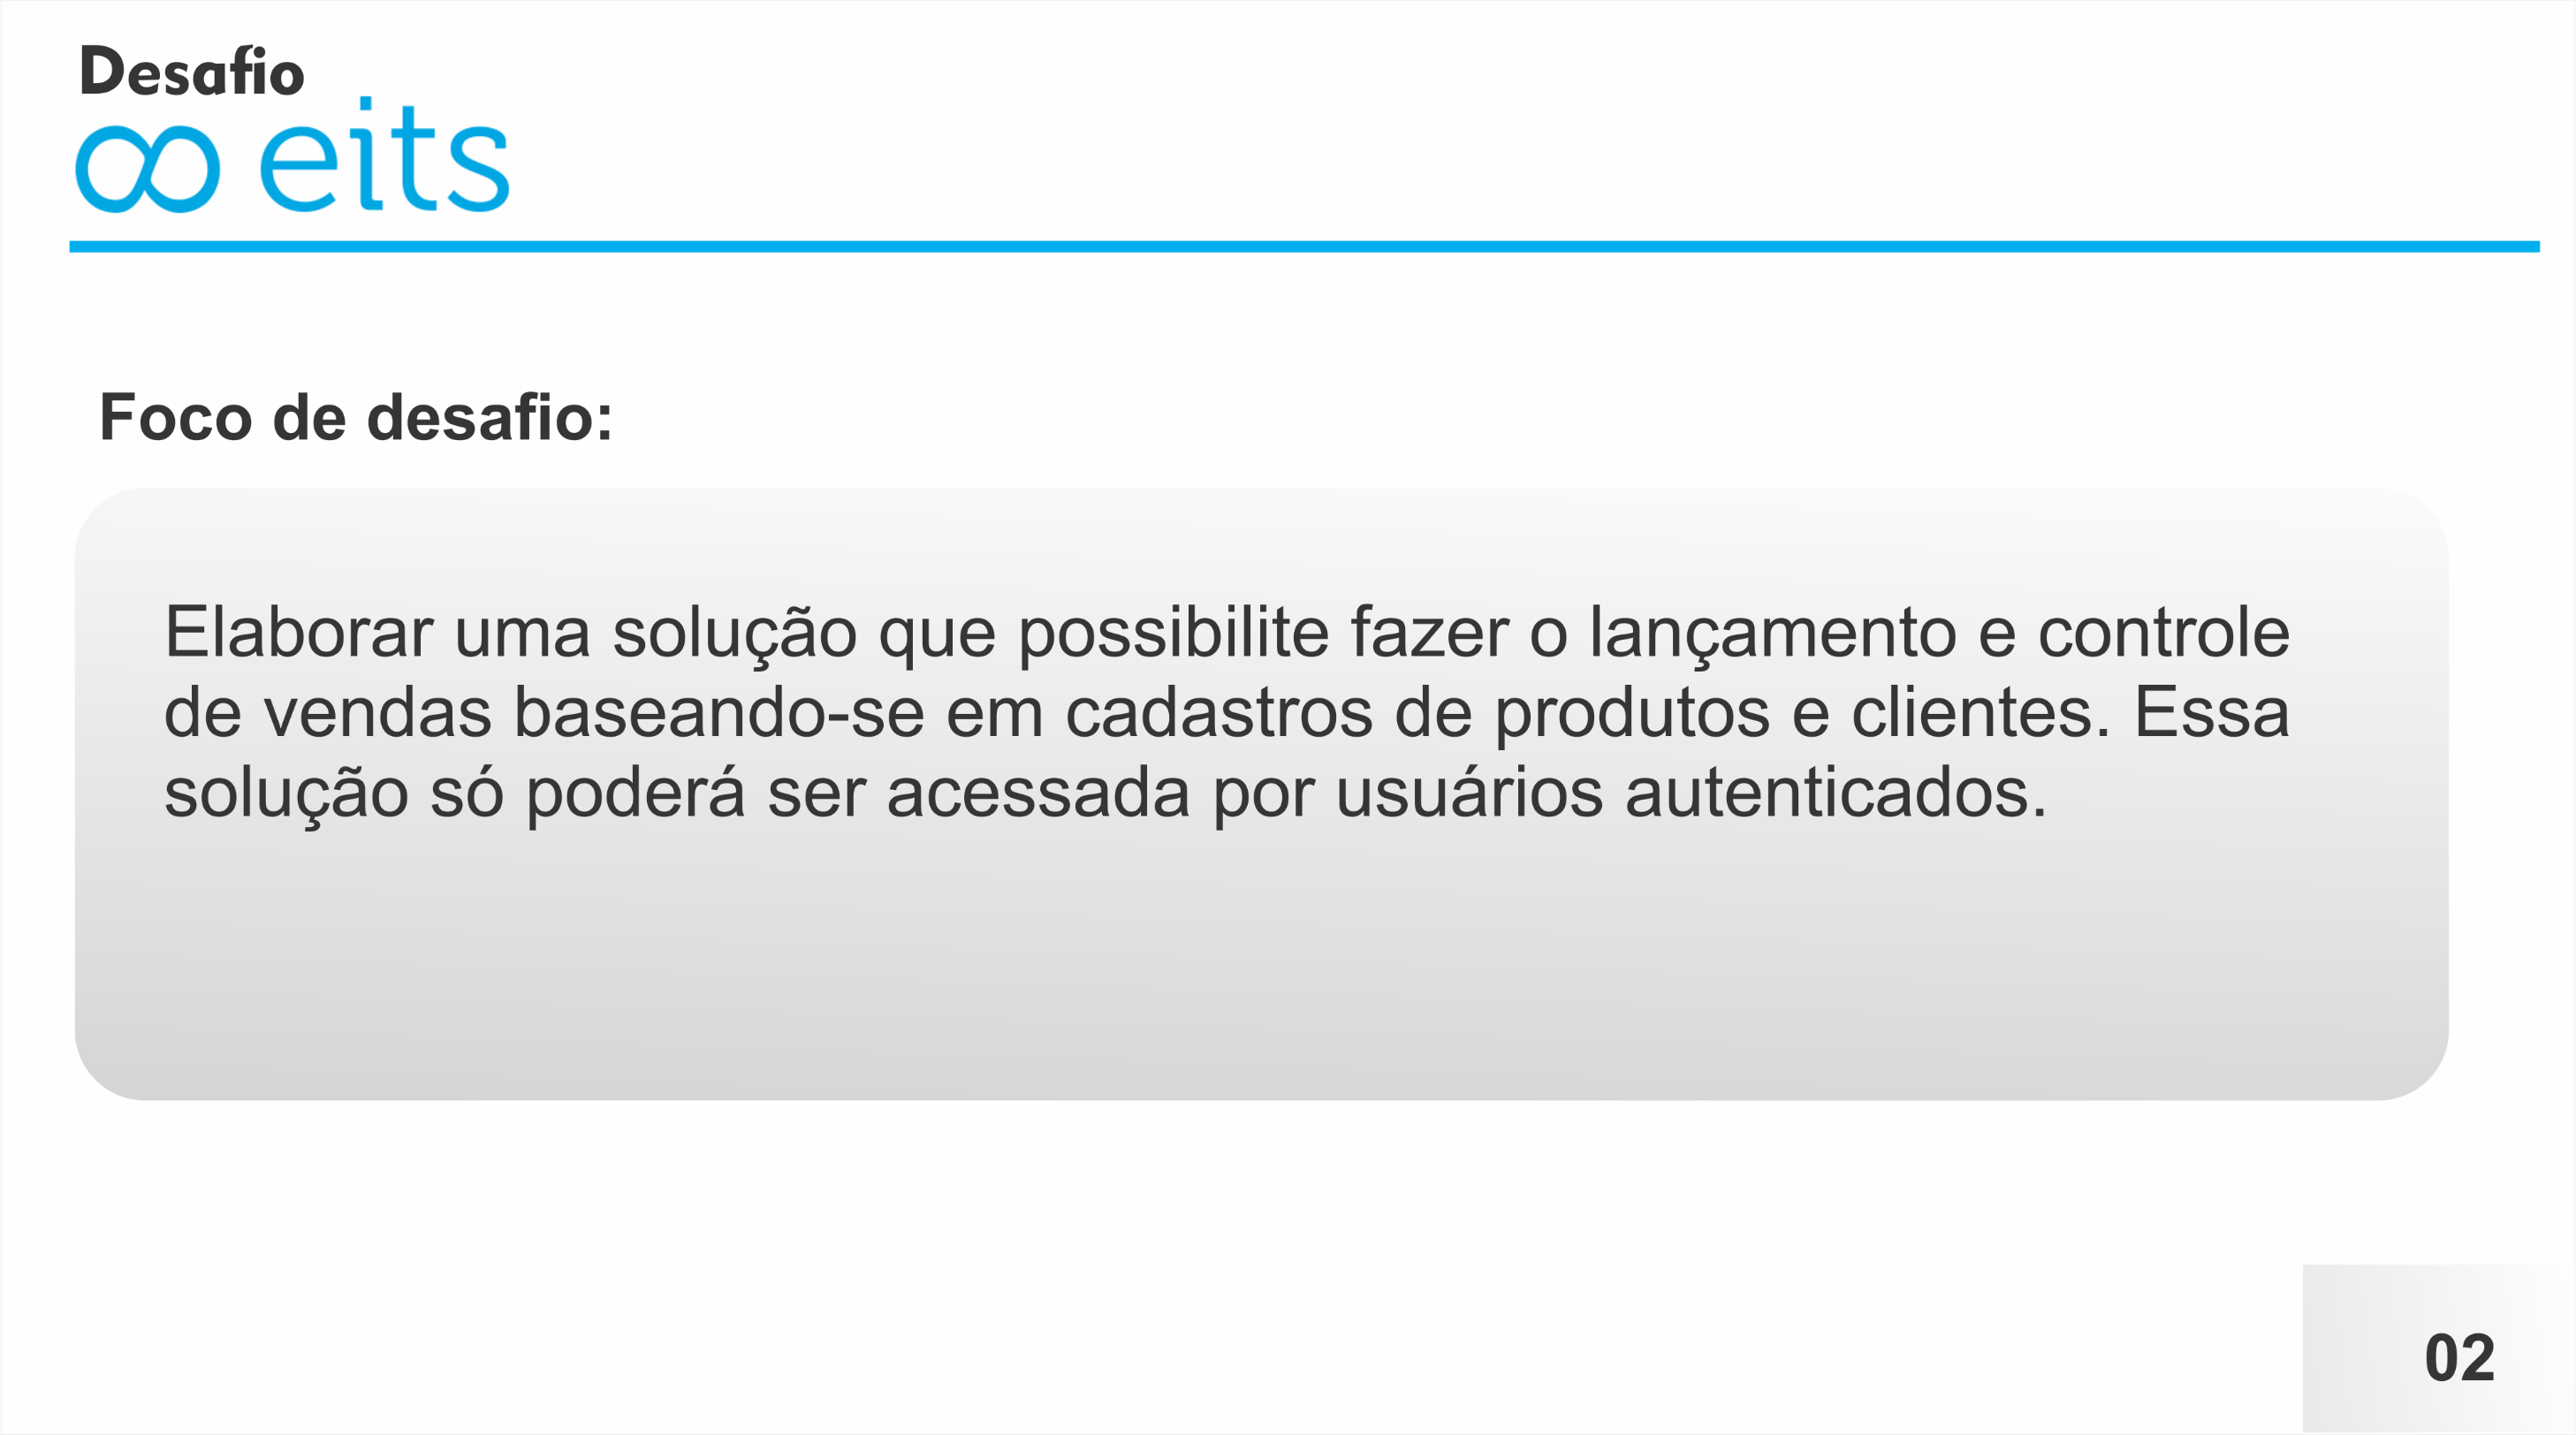 Desafio
eits
Foco de desafio:
Elaborar uma solução que possibilite fazer o lançamento e controle
de vendas baseando-se em cadastros de produtos e clientes. Essa
solução só poderá ser acessada por usuários autenticados.
02